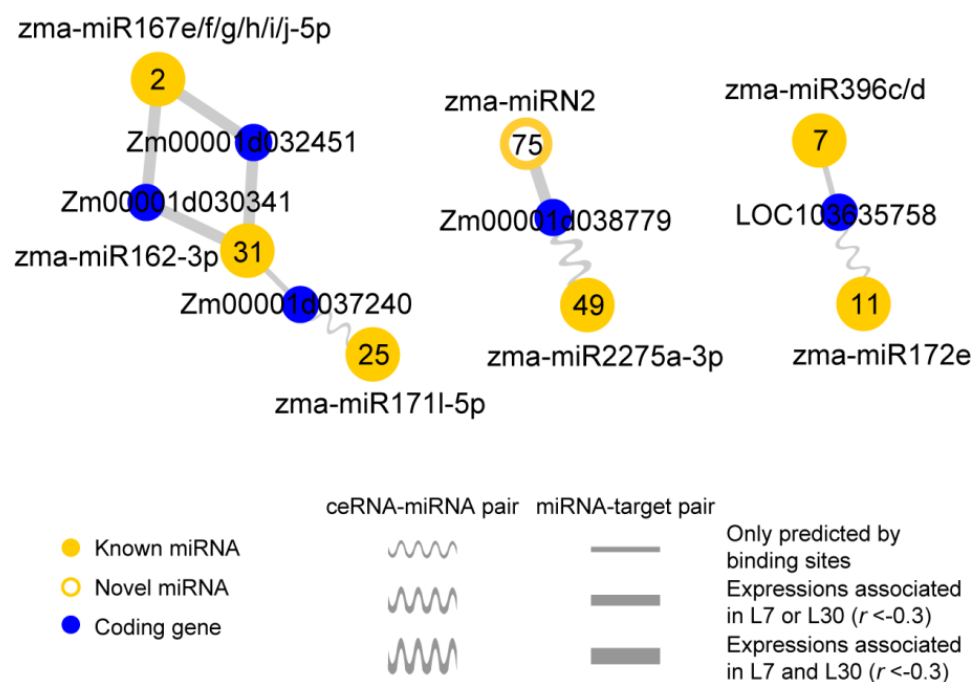 zma-miR167e/f/g/h/i/j-5p
2
Zm00001d032451
Zm00001d030341
31
zma-miR162-3p
Zm00001d037240
25
zma-miR171l-5p
zma-miRN2
75
Zm00001d038779
49
zma-miR2275a-3p
zma-miR396c/d
7
LOC103635758
11
zma-miR172e
Known miRNA
Novel miRNA
Coding gene
ceRNA-miRNA pair
miRNA-target pair
Only predicted by
binding sites
Expressions associated
in L7 or L30 (r <-0.3)
Expressions associated
in L7 and L30 (r <-0.3)